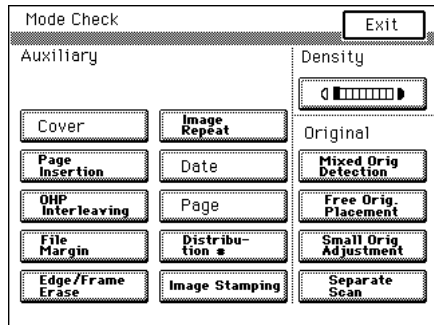 Mode Check
Exit
Auxiliary
Density
Cover
Image
Repeat
Original
Page
Insertion
Date
Mixed Orig
Detection
OHP
Interleaving
Page
Free Orig.
Placement
File
Margin
Distribu-
tion #
Small Orig
Adjustment
Edge/Frame
Erase
Image Stamping
Separate
Scan